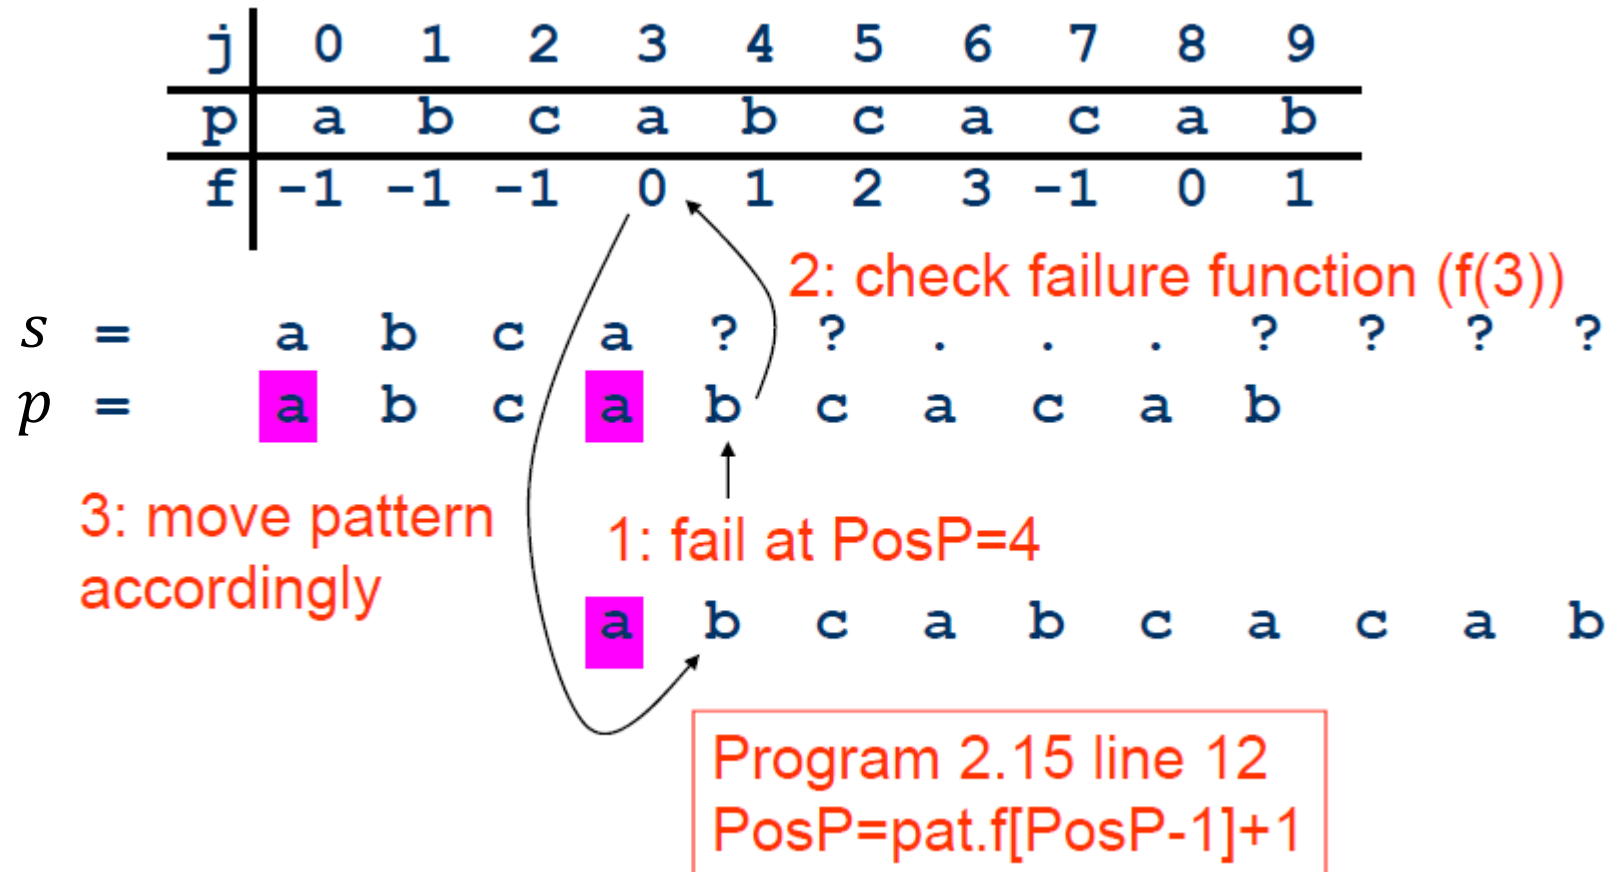 j 0 1 2 3 4 5 6 7 8 9
p a b c a b c a c a b
f -1 -1 -1 0 1 2 3 -1 0 1
2: check failure function (f(3))
s = a b c a ? ? . . . ? ? ? ?
p = a b c a b c a c a b
3: move pattern
accordingly
1: fail at PosP=4
a b c a b c a c a b
Program 2.15 line 12
PosP=pat.f[PosP-1]+1